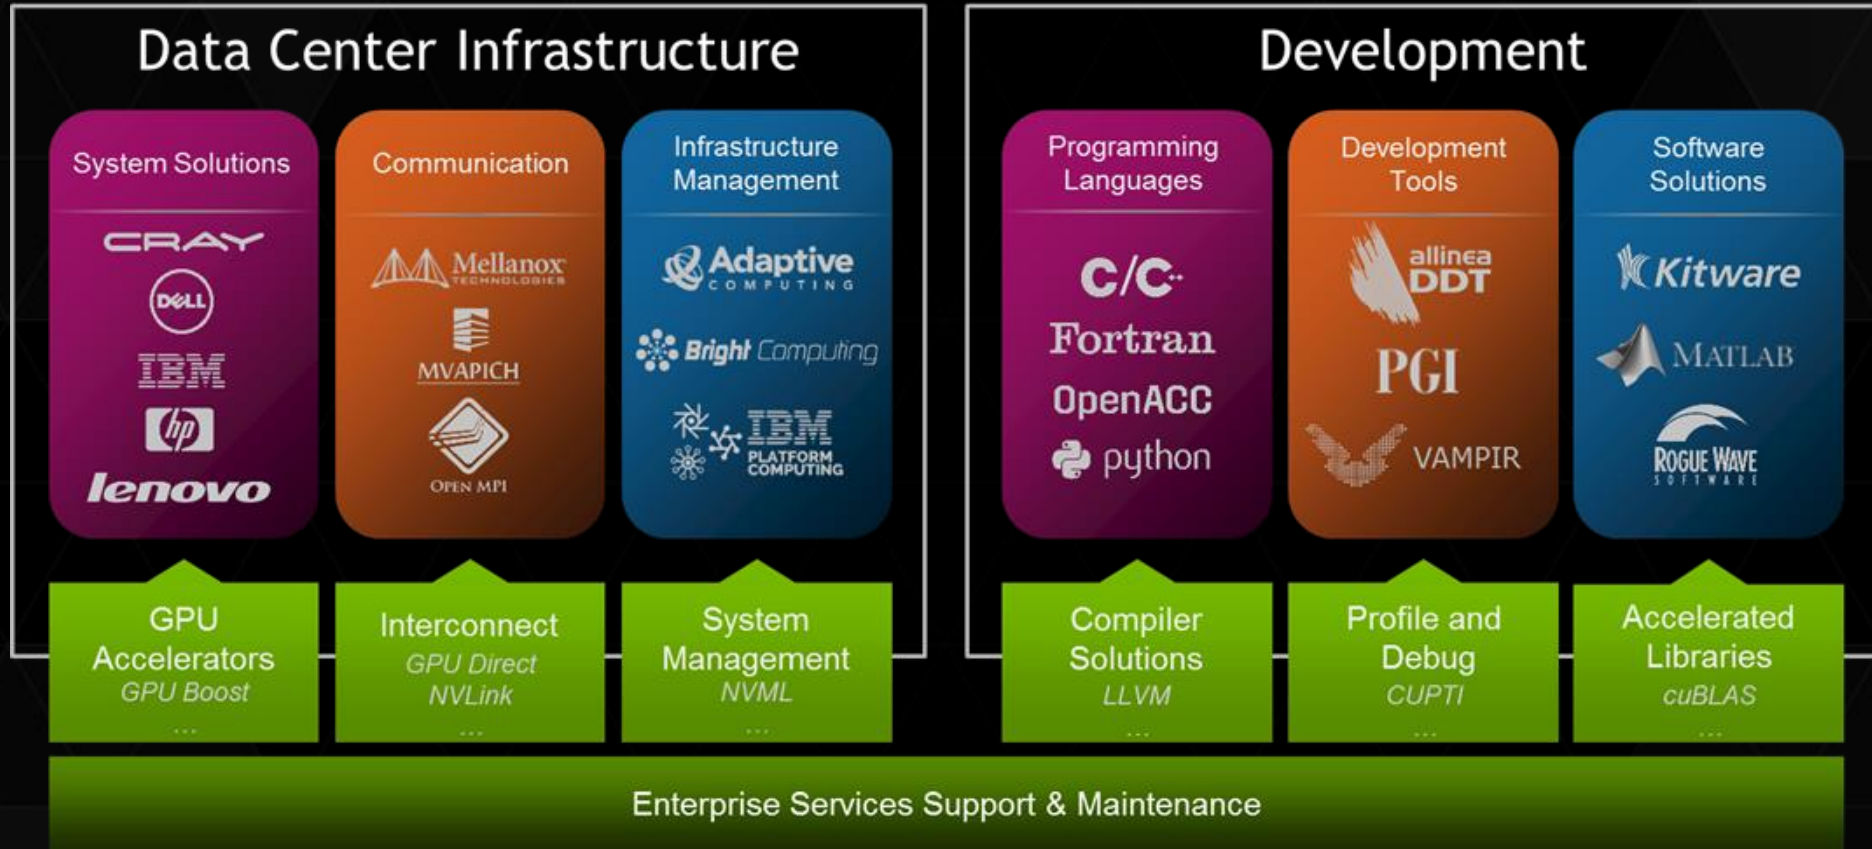 Data Center Infrastructure
System Solutions
CRAY
DELL
IBM
hp
lenovo
Communication
Mellanox
TECHNOLOGIES
MVAPICH
OPEN MPI
Infrastructure
Management
Adaptive
COMPUTING
Bright Computing
IBM
PLATFORM
COMPUTING
GPU
Accelerators
GPU Boost
...
Interconnect
GPU Direct
NVLink
...
System
Management
NVML
...
Development
Programming
Languages
C/C++
Fortran
OpenACC
python
Development
Tools
allinea
DDT
PGI
VAMPIR
Software
Solutions
Kitware
MATLAB
ROGUE WAVE
SOFTWARE
Compiler
Solutions
LLVM
...
Profile and
Debug
CUPTI
...
Accelerated
Libraries
cuBLAS
...
Enterprise Services Support & Maintenance